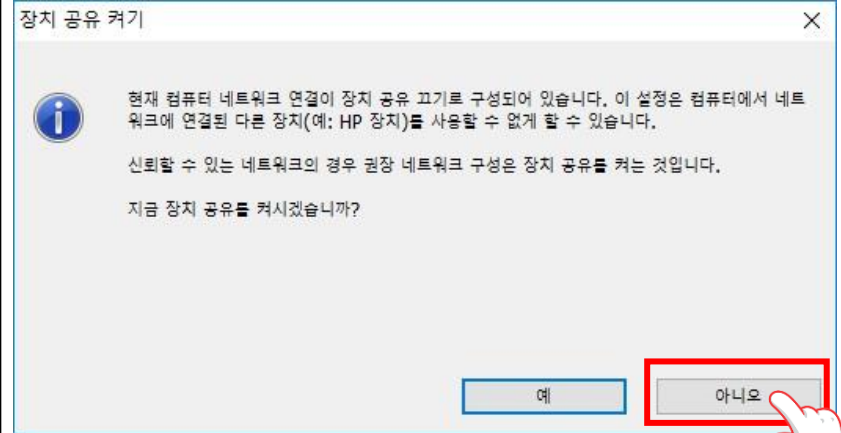 장치 공유 켜기
현재 컴퓨터 네트워크 연결이 장치 공유 끄기로 구성되어 있습니다. 이 설정은 컴퓨터에서 네트
워크에 연결된 다른 장치(예: HP 장치)를 사용할 수 없게 할 수 있습니다.
신뢰할 수 있는 네트워크의 경우 권장 네트워크 구성은 장치 공유를 켜는 것입니다.
지금 장치 공유를 켜시겠습니까?
예
아니요